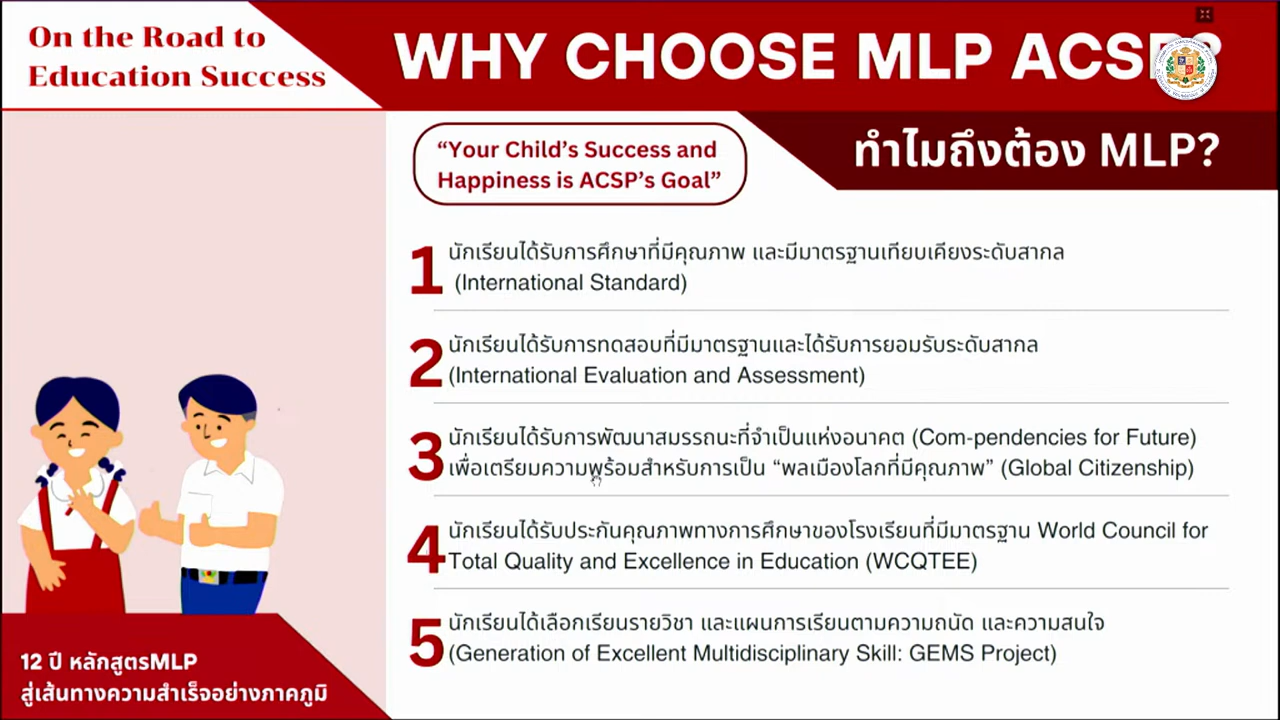 On the Road to
Education Success
WHY CHOOSE MLP ACSP?
"Your Child's Success and
Happiness is ACSP's Goal"
ทำไมถึงต้อง MLP?
1 นักเรียนได้รับการศึกษาที่มีคุณภาพ และมีมาตรฐานเทียบเคียงระดับสากล
(International Standard)
2 นักเรียนได้รับการทดสอบที่มีมาตรฐานและได้รับการยอมรับระดับสากล
(International Evaluation and Assessment)
3 นักเรียนได้รับการพัฒนาสมรรถนะที่จำเป็นแห่งอนาคต (Com-pendencies for Future)
เพื่อเตรียมความพร้อมสำหรับการเป็น "พลเมืองโลกที่มีคุณภาพ" (Global Citizenship)
4 นักเรียนได้รับประกันคุณภาพทางการศึกษาของโรงเรียนที่มีมาตรฐาน World Council for
Total Quality and Excellence in Education (WCQTEE)
5 นักเรียนได้เลือกเรียนรายวิชา และแผนการเรียนตามความถนัด และความสนใจ
(Generation of Excellent Multidisciplinary Skill: GEMS Project)
12 ปี หลักสูตรMLP
สู่เส้นทางความสำเร็จอย่างภาคภูมิ